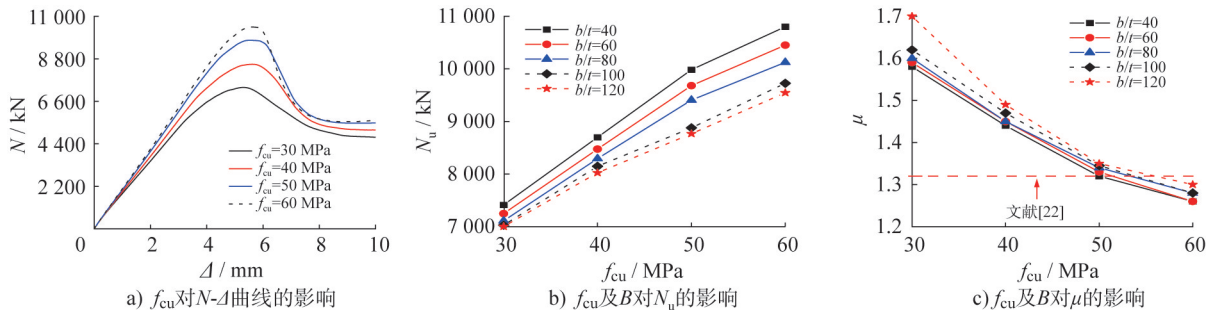 11 000
8 800
6 600
4 400
2 200
0
2
4
6
8
10
N / kN
Δ / mm
f_cu=30 MPa
f_cu=40 MPa
f_cu=50 MPa
f_cu=60 MPa
a) f_cu对N-Δ曲线的影响
11 000
10 000
9 000
8 000
7 000
30
40
50
60
N_u / kN
f_cu / MPa
b/t=40
b/t=60
b/t=80
b/t=100
b/t=120
b) f_cu及B对N_u的影响
1.7
1.6
1.5
1.4
1.3
1.2
30
40
50
60
μ
f_cu / MPa
b/t=40
b/t=60
b/t=80
b/t=100
b/t=120
文献[22]
c) f_cu及B对μ的影响